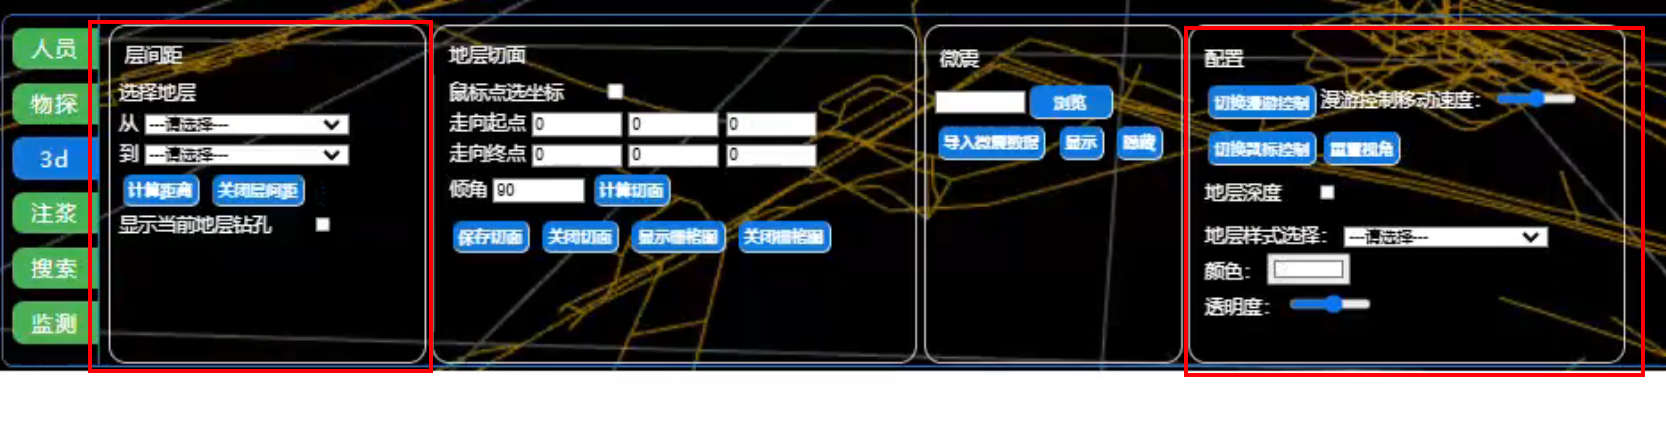 人员
物探
3d
注浆
搜索
监测
层间距
选择地层
从 ---请选择---
到 ---请选择---
计算距离 关闭层间距
显示当前地层钻孔
地层切面
鼠标点选坐标
走向起点 0 0 0
走向终点 0 0 0
倾角 90 计算切面
保存切面 关闭切面 显示栅格图 关闭栅格图
微震
浏览
导入微震数据 显示 隐藏
配置
切换漫游控制 漫游控制移动速度：
切换鼠标控制 重置视角
地层深度
地层样式选择： ---请选择---
颜色：
透明度：